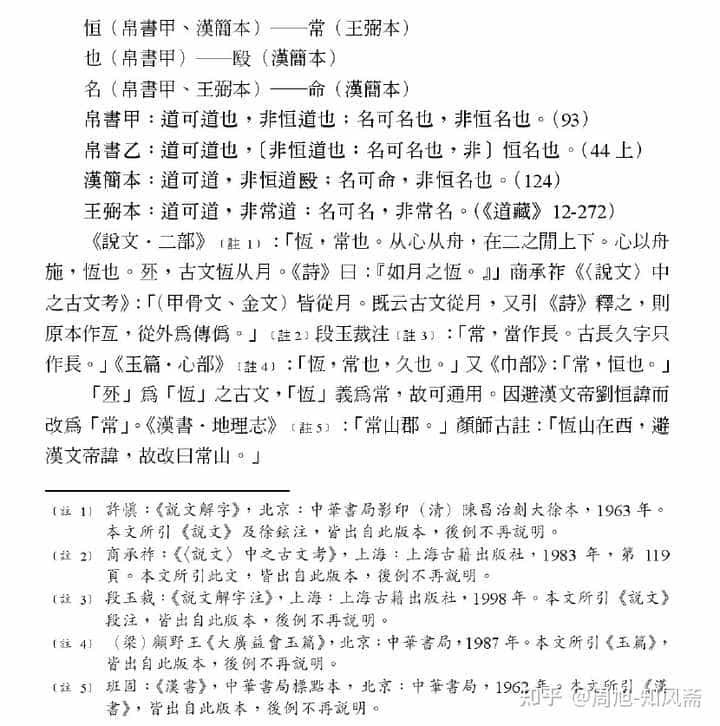 恒（帛書甲、漢簡本）——常（王弼本）
也（帛書甲）——殹（漢簡本）
名（帛書甲、王弼本）——命（漢簡本）
帛書甲：道可道也，非恒道也；名可名也，非恒名也。（93）
帛書乙：道可道也，〔非恒道也；名可名也，非〕恒名也。（44 上）
漢簡本：道可道，非恒道殹；名可命，非恒名也。（124）
王弼本：道可道，非常道；名可名，非常名。（《道藏》12-272）
《說文·二部》〔註 1〕：「恆，常也。从心从舟，在二之閒上下。心以舟
施，恆也。死，古文恆从月。《詩》曰：『如月之恆。』」商承祚《〈說文〉中
之古文考》：「（甲骨文、金文）皆從月。既云古文從月，又引《詩》釋之，則
原本作亙，從外為傳僞。」〔註 2〕段玉裁注〔註 3〕：「常，當作長。古長久字只
作長。」《玉篇·心部》〔註 4〕：「恆，常也，久也。」又《巾部》：「常，恒也。」
「死」爲「恆」之古文，「恆」義爲常，故可通用。因避漢文帝劉恒諱而
改爲「常」。《漢書·地理志》〔註 5〕：「常山郡。」顏師古註：「恆山在西，避
漢文帝諱，故改曰常山。」
〔註 1〕 許慎：《說文解字》，北京：中華書局影印（清）陳昌治刻大徐本，1963 年。
本文所引《說文》及徐鉉注，皆出自此版本，後例不再說明。
〔註 2〕 商承祚：《〈說文〉中之古文考》，上海：上海古籍出版社，1983 年，第 119
頁。本文所引此文，皆出自此版本，後例不再說明。
〔註 3〕 段玉裁：《說文解字注》，上海：上海古籍出版社，1998 年。本文所引《說文》
段注，皆出自此版本，後例不再說明。
〔註 4〕 （梁）顧野王《大廣益會玉篇》，北京：中華書局，1987 年。本文所引《玉篇》，
皆出自此版本，後例不再說明。
〔註 5〕 班固：《漢書》，中華書局標點本，北京：中華書局，1962 年。本文所引《漢
書》，皆出自此版本，後例不再說明。
知乎 @周旭-知风斋